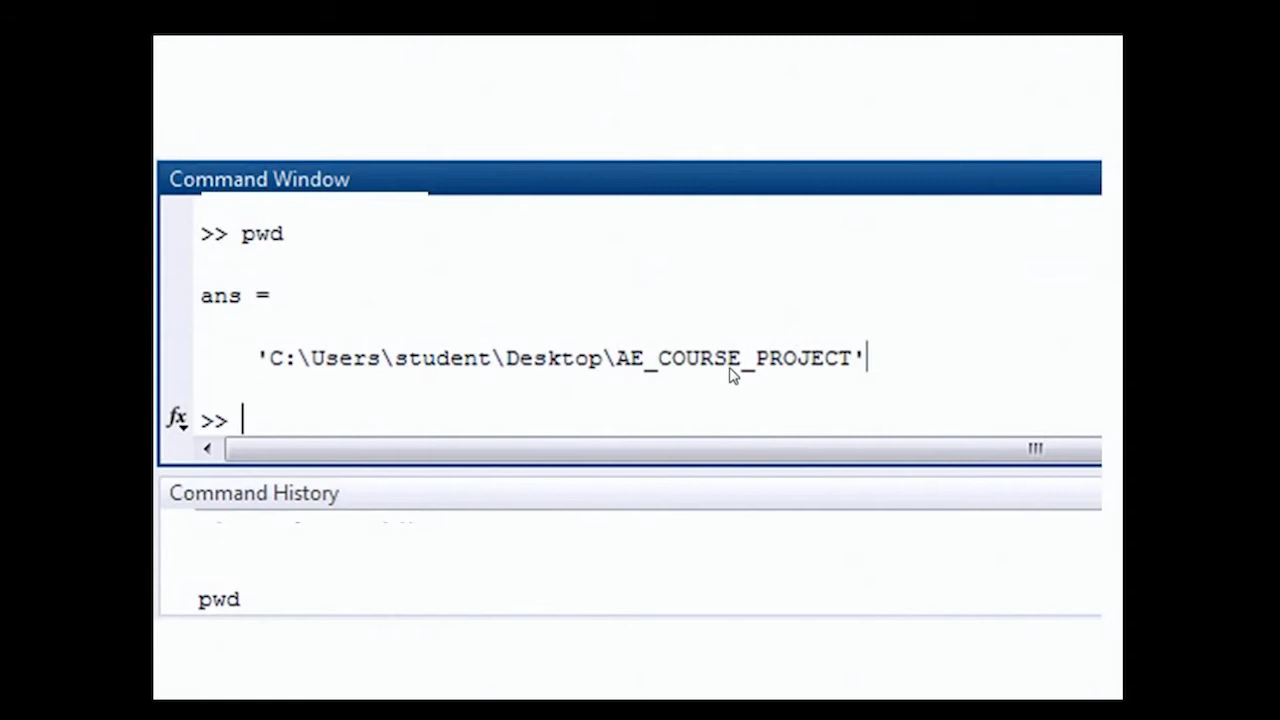 Command Window
>> pwd
ans =
'C:\Users\student\Desktop\AE_COURSE_PROJECT'
fx >>
Command History
pwd